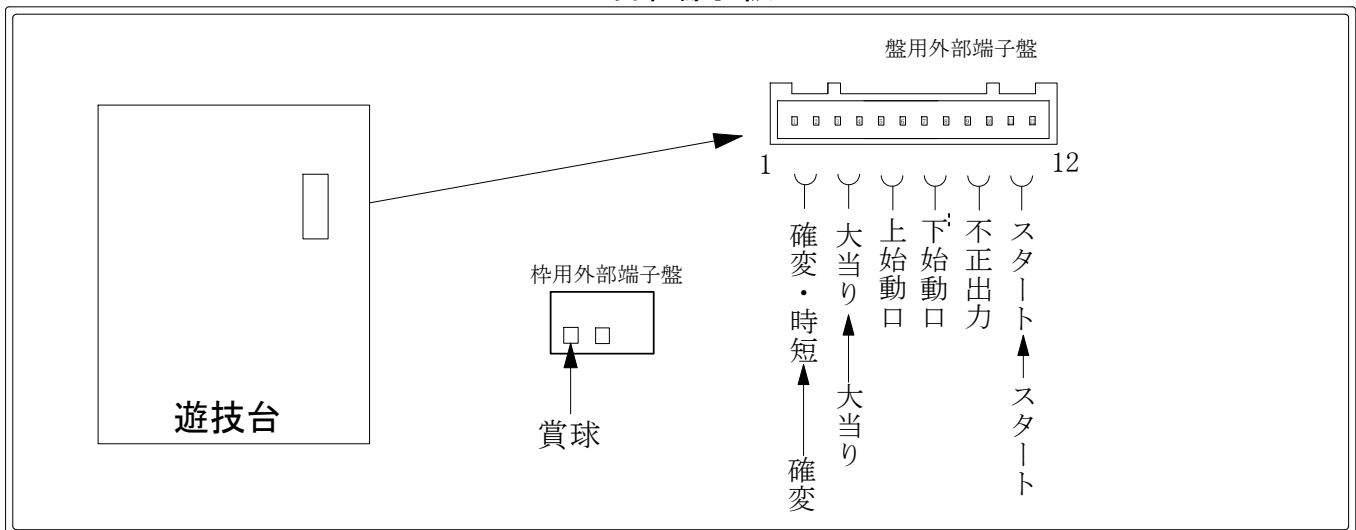 盤用外部端子盤
1
12
確変・時短
大当り
上始動口
下始動口
不正出力
スタート
枠用外部端子盤
賞球
遊技台
確変
大当り
スタート